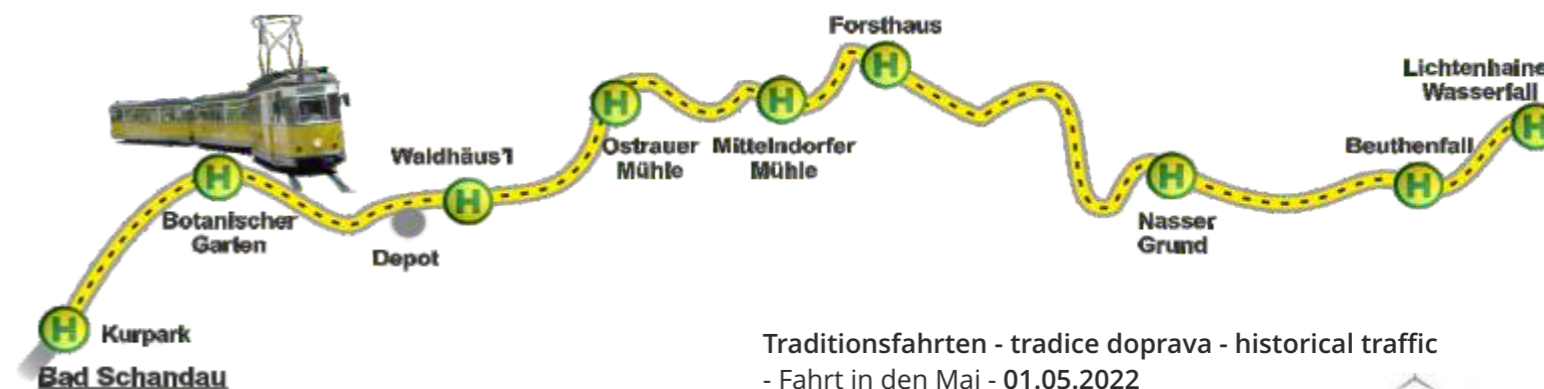 Forsthaus
Lichtenhaine
Wasserfall
H
H
H
H
Ostrauer
Mühle
Mittelndorfer
Mühle
Beuthenfall
Waldhäus'l
H
H
H
H
Botanischer
Garten
Nasser
Grund
Depot
H
Kurpark
Bad Schandau
Traditionsfahrten - tradice doprava - historical traffic
- Fahrt in den Mai - 01.05.2022